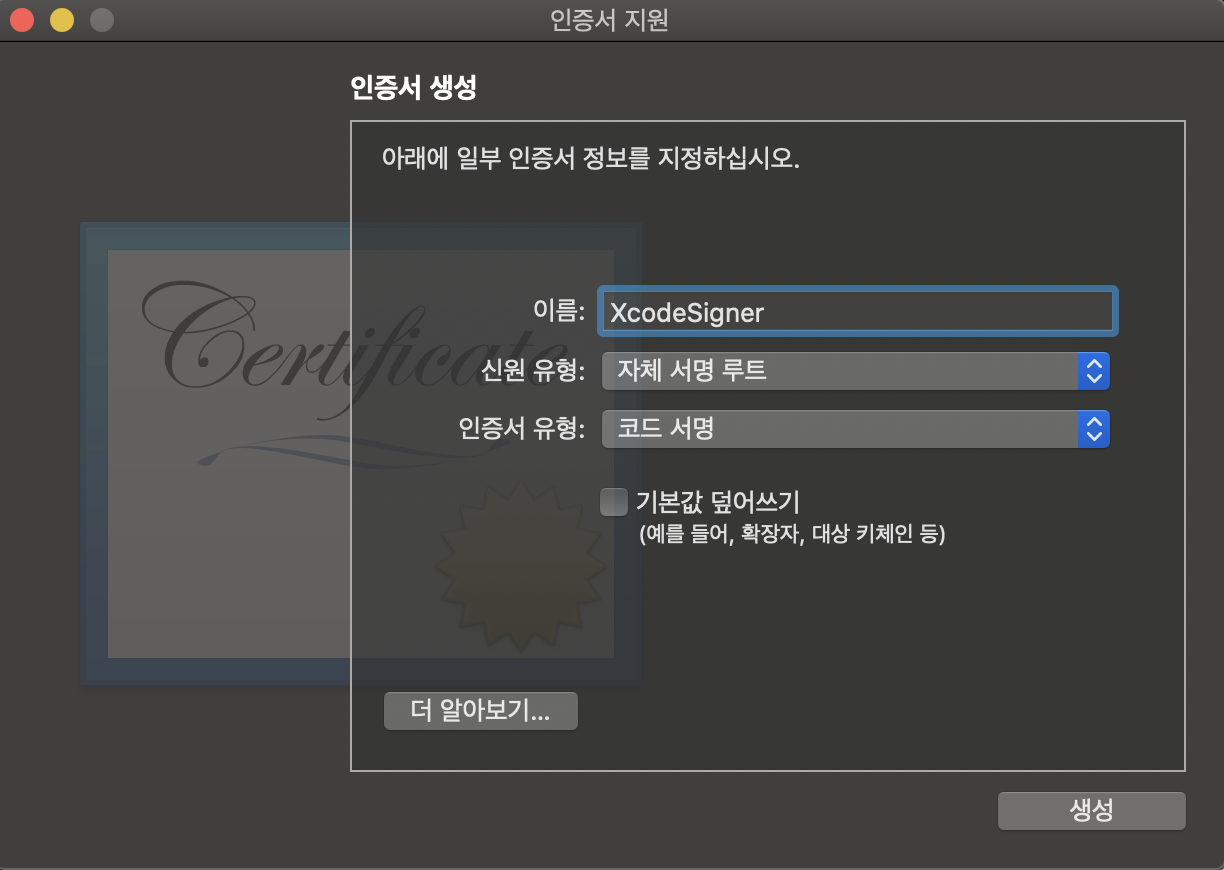 인증서 지원
인증서 생성
아래에 일부 인증서 정보를 지정하십시오.
Certificate
이름: XcodeSigner
신원 유형: 자체 서명 루트
인증서 유형: 코드 서명
기본값 덮어쓰기
(예를 들어, 확장자, 대상 키체인 등)
더 알아보기...
생성